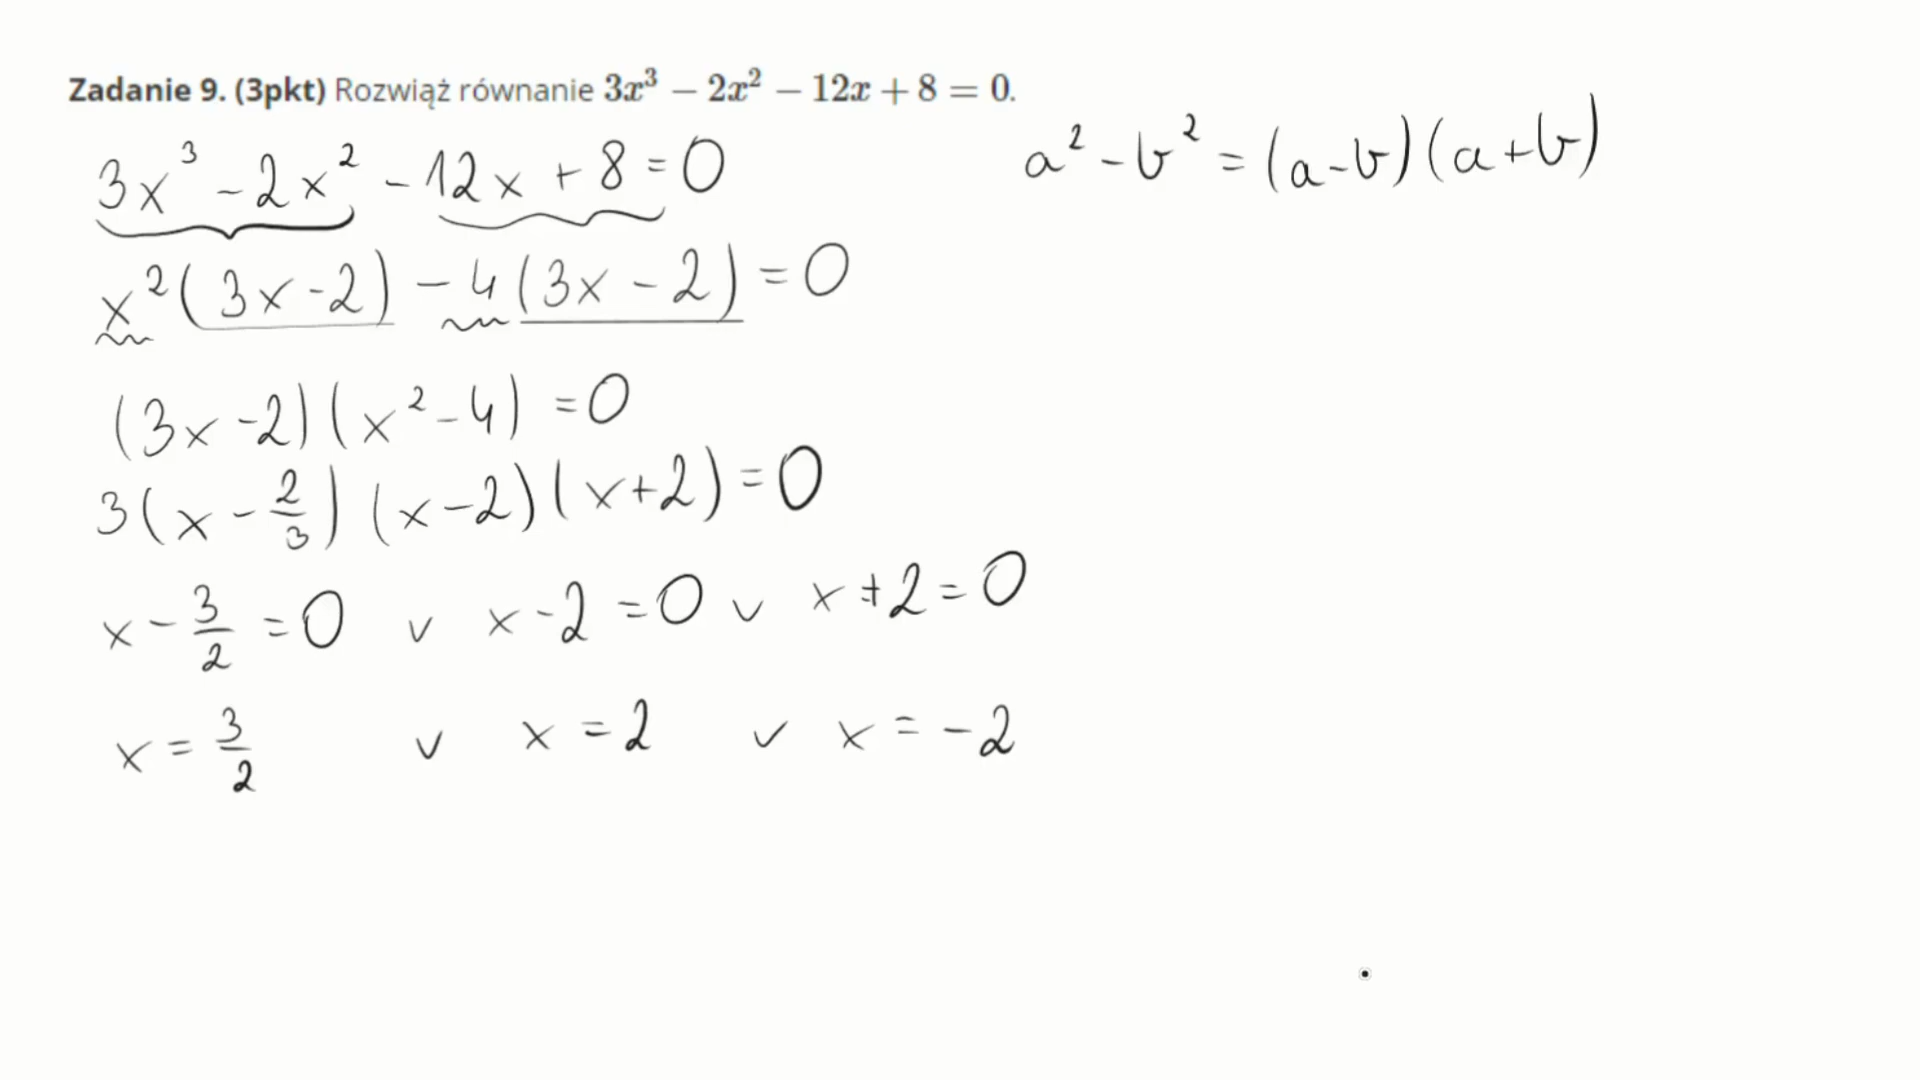 Zadanie 9. (3pkt) Rozwiąż równanie 3x³ − 2x² − 12x + 8 = 0.
a² - b² = (a-b)(a+b)
3x³ - 2x² - 12x + 8 = 0
x²(3x-2) - 4(3x-2) = 0
(3x-2)(x²-4) = 0
3(x - 2/3)(x-2)(x+2) = 0
x - 3/2 = 0 v x-2 = 0 v x+2 = 0
x = 3/2 v x = 2 v x = -2